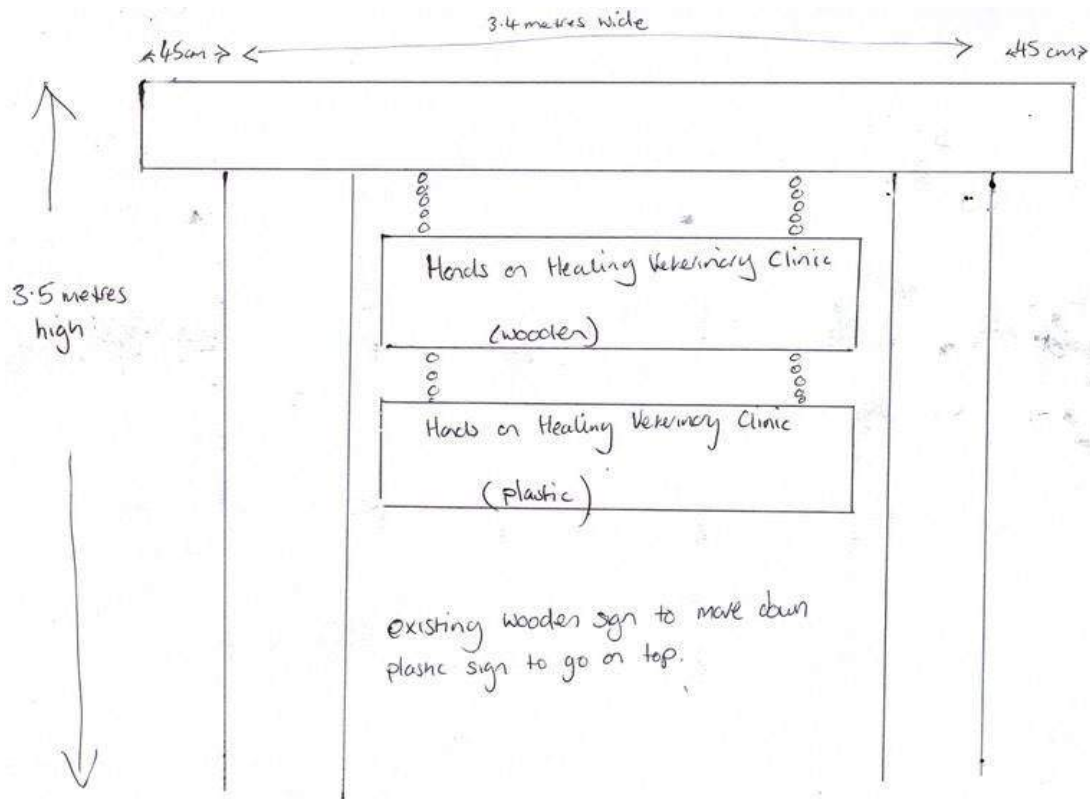 3.4 metres wide
45cm
45 cm
3.5 metres
high
Hands on Healing Veterinary Clinic
(wooden)
Hands on Healing Veterinary Clinic
(plastic)
existing wooden sign to move down
plastic sign to go on top.